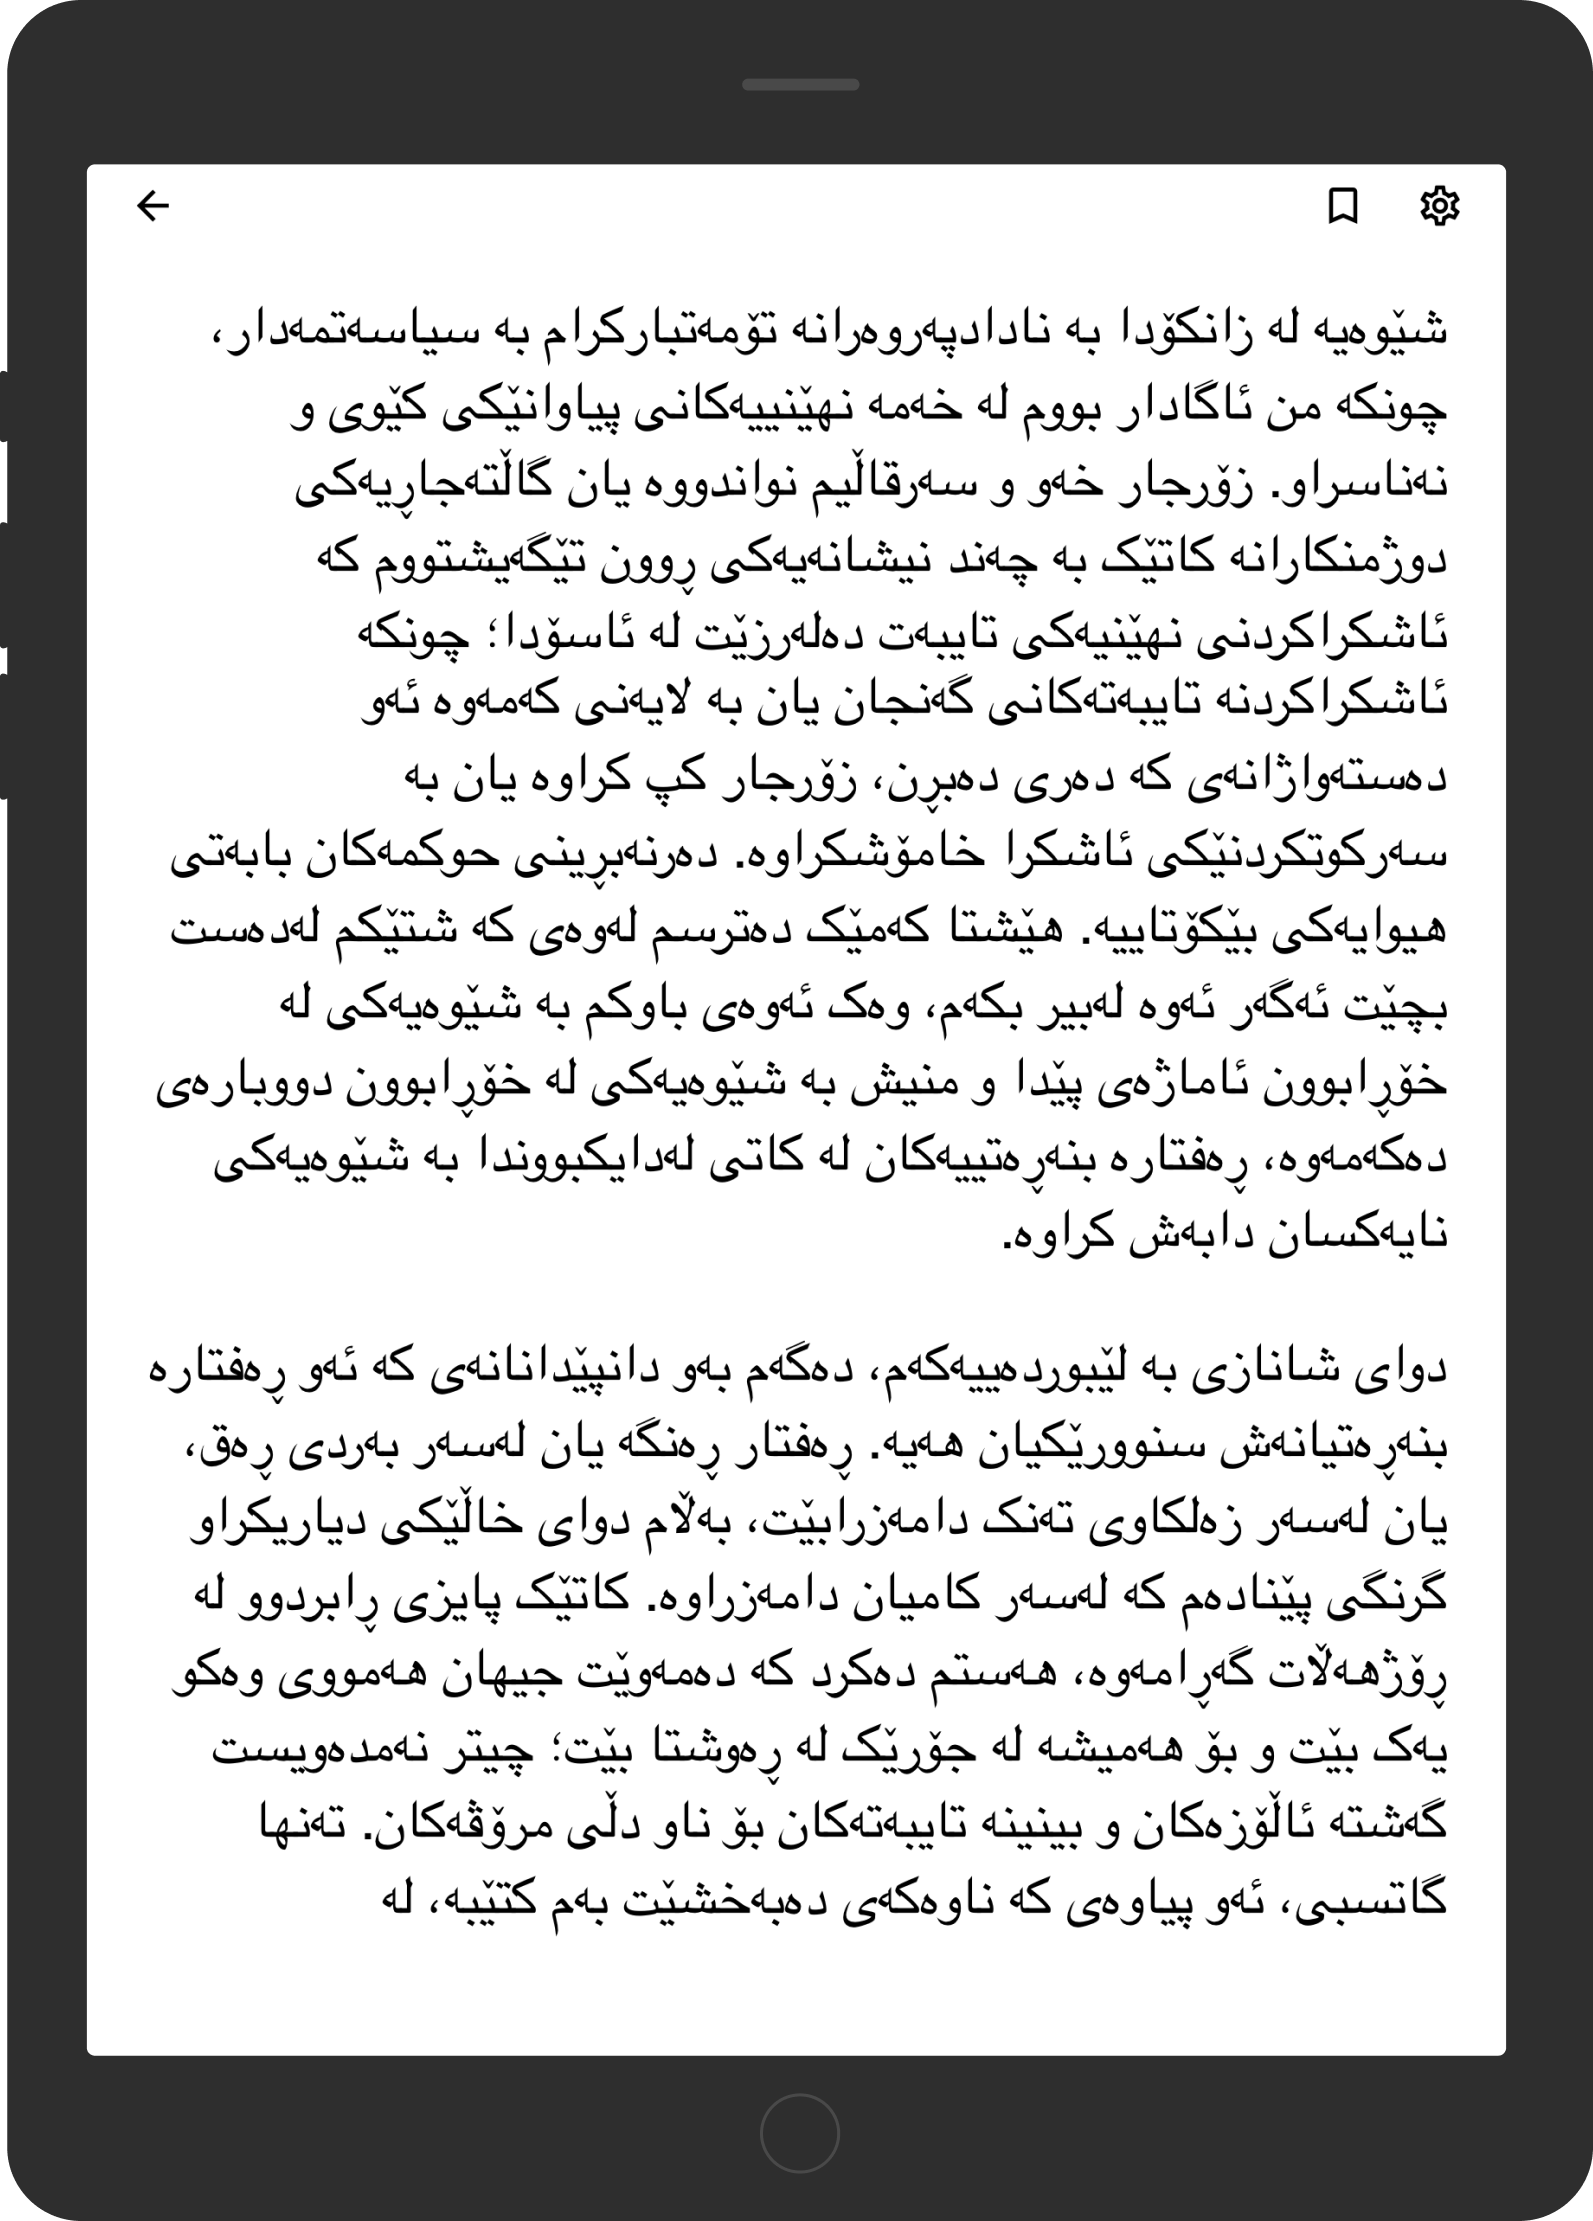 شێوەیە لە زانکۆدا بە نادادپەروەرانە تۆمەتبارکرام بە سیاسەتمەدار،
چونکە من ئاگادار بووم لە خەمە نهێنییەکانی پیاوانێکی کێوی و
نەناسراو. زۆرجار خەو و سەرقاڵیم نواندووە یان گاڵتەجاڕیەکی
دوژمنکارانە کاتێک بە چەند نیشانەیەکی ڕوون تێگەیشتووم کە
ئاشکراکردنی نهێنیەکی تایبەت دەلەرزێت لە ئاسۆدا؛ چونکە
ئاشکراکردنە تایبەتەکانی گەنجان یان بە لایەنی کەمەوە ئەو
دەستەواژانەی کە دەری دەبڕن، زۆرجار کپ کراوە یان بە
سەرکوتکردنێکی ئاشکرا خامۆشکراوە. دەرنەبڕینی حوکمەکان بابەتی
هیوایەکی بێکۆتاییە. هێشتا کەمێک دەترسم لەوەی کە شتێکم لەدەست
بچێت ئەگەر ئەوە لەبیر بکەم، وەک ئەوەی باوکم بە شێوەیەکی لە
خۆڕابوون ئاماژەی پێدا و منیش بە شێوەیەکی لە خۆڕابوون دووبارەی
دەکەمەوە، ڕەفتارە بنەڕەتییەکان لە کاتی لەدایکبووندا بە شێوەیەکی
نایەکسان دابەش کراوە.
دوای شانازی بە لێبوردەییەکەم، دەگەم بەو دانپێدانانەی کە ئەو ڕەفتارە
بنەڕەتیانەش سنوورێکیان هەیە. ڕەفتار ڕەنگە یان لەسەر بەردی ڕەق،
یان لەسەر زەلکاوی تەنک دامەزرابێت، بەڵام دوای خاڵێکی دیاریکراو
گرنگی پێنادەم کە لەسەر کامیان دامەزراوە. کاتێک پایزی ڕابردوو لە
ڕۆژهەڵات گەڕامەوە، هەستم دەکرد کە دەمەوێت جیهان هەمووی وەکو
یەک بێت و بۆ هەمیشە لە جۆرێک لە ڕەوشتا بێت؛ چیتر نەمدەویست
گەشتە ئاڵۆزەکان و بینینە تایبەتەکان بۆ ناو دڵی مرۆڤەکان. تەنها
گاتسبی، ئەو پیاوەی کە ناوەکەی دەبەخشێت بەم کتێبە، لە